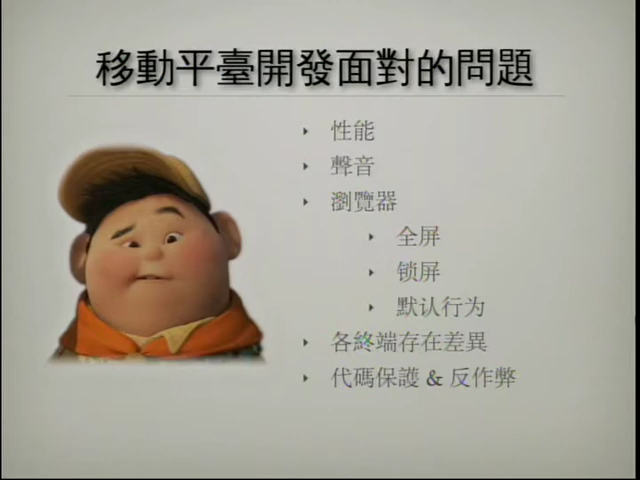 移動平臺開發面對的問題
性能
聲音
瀏覽器
全屏
锁屏
默认行为
各終端存在差異
代碼保護 & 反作弊